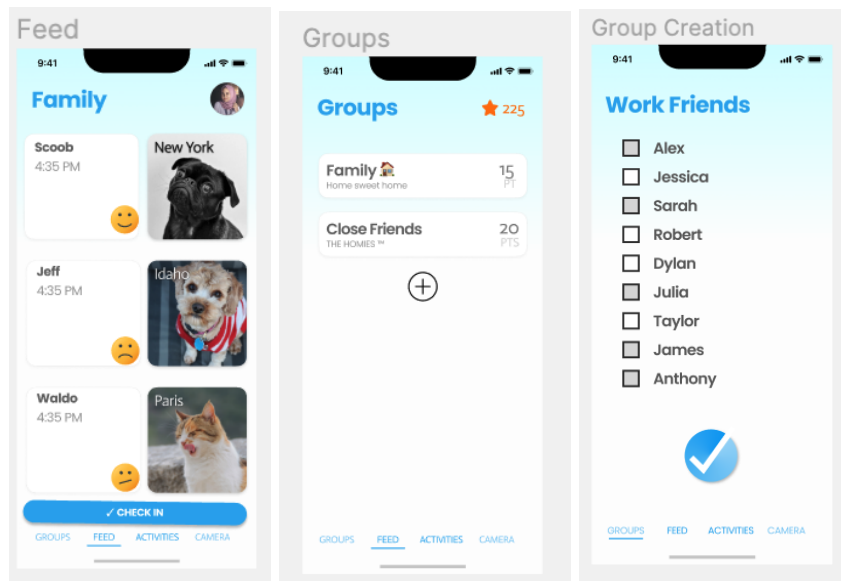 Feed
9:41
Family
Scoob
4:35 PM
New York
Jeff
4:35 PM
Idaho
Waldo
4:35 PM
Paris
✓ CHECK IN
GROUPS FEED ACTIVITIES CAMERA
Groups
9:41
Groups
225
Family 🏠
Home sweet home
15
PT
Close Friends
THE HOMIES ™
20
PTS
GROUPS FEED ACTIVITIES CAMERA
Group Creation
9:41
Work Friends
Alex
Jessica
Sarah
Robert
Dylan
Julia
Taylor
James
Anthony
GROUPS FEED ACTIVITIES CAMERA